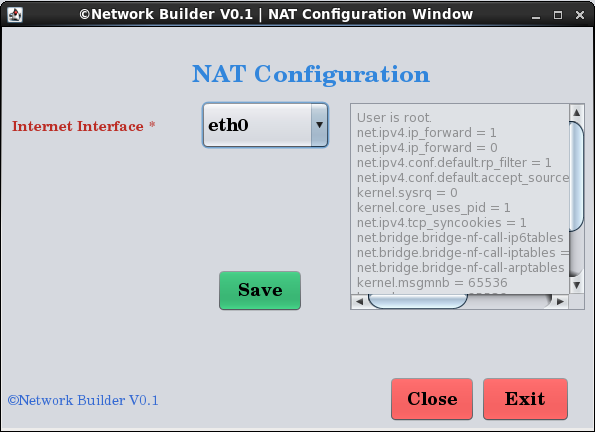 ©Network Builder V0.1 | NAT Configuration Window
NAT Configuration
Internet Interface *
eth0
User is root.
net.ipv4.ip_forward = 1
net.ipv4.ip_forward = 0
net.ipv4.conf.default.rp_filter = 1
net.ipv4.conf.default.accept_source
kernel.sysrq = 0
kernel.core_uses_pid = 1
net.ipv4.tcp_syncookies = 1
net.bridge.bridge-nf-call-ip6tables
net.bridge.bridge-nf-call-iptables =
net.bridge.bridge-nf-call-arptables
kernel.msgmnb = 65536
Save
Close
Exit
©Network Builder V0.1